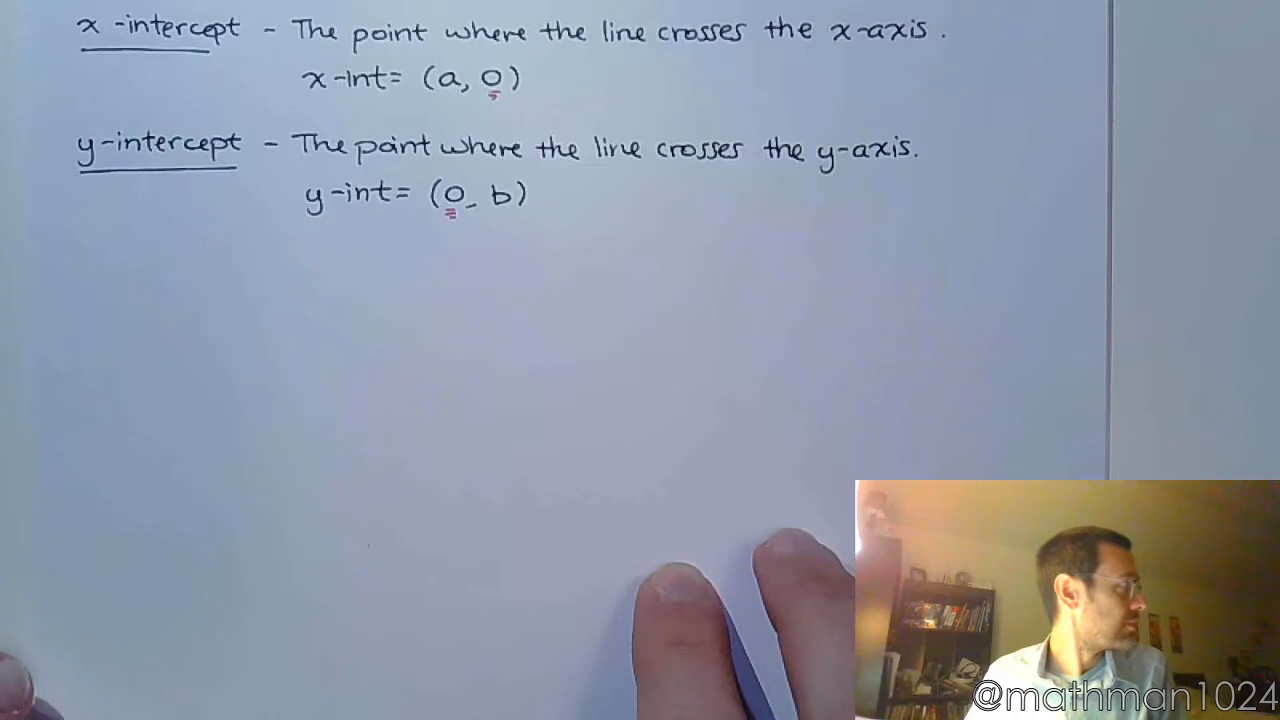 x-intercept - The point where the line crosses the x-axis.
x-int= (a, 0)
y-intercept - The point where the line crosses the y-axis.
y-int= (0, b)
@mathman1024